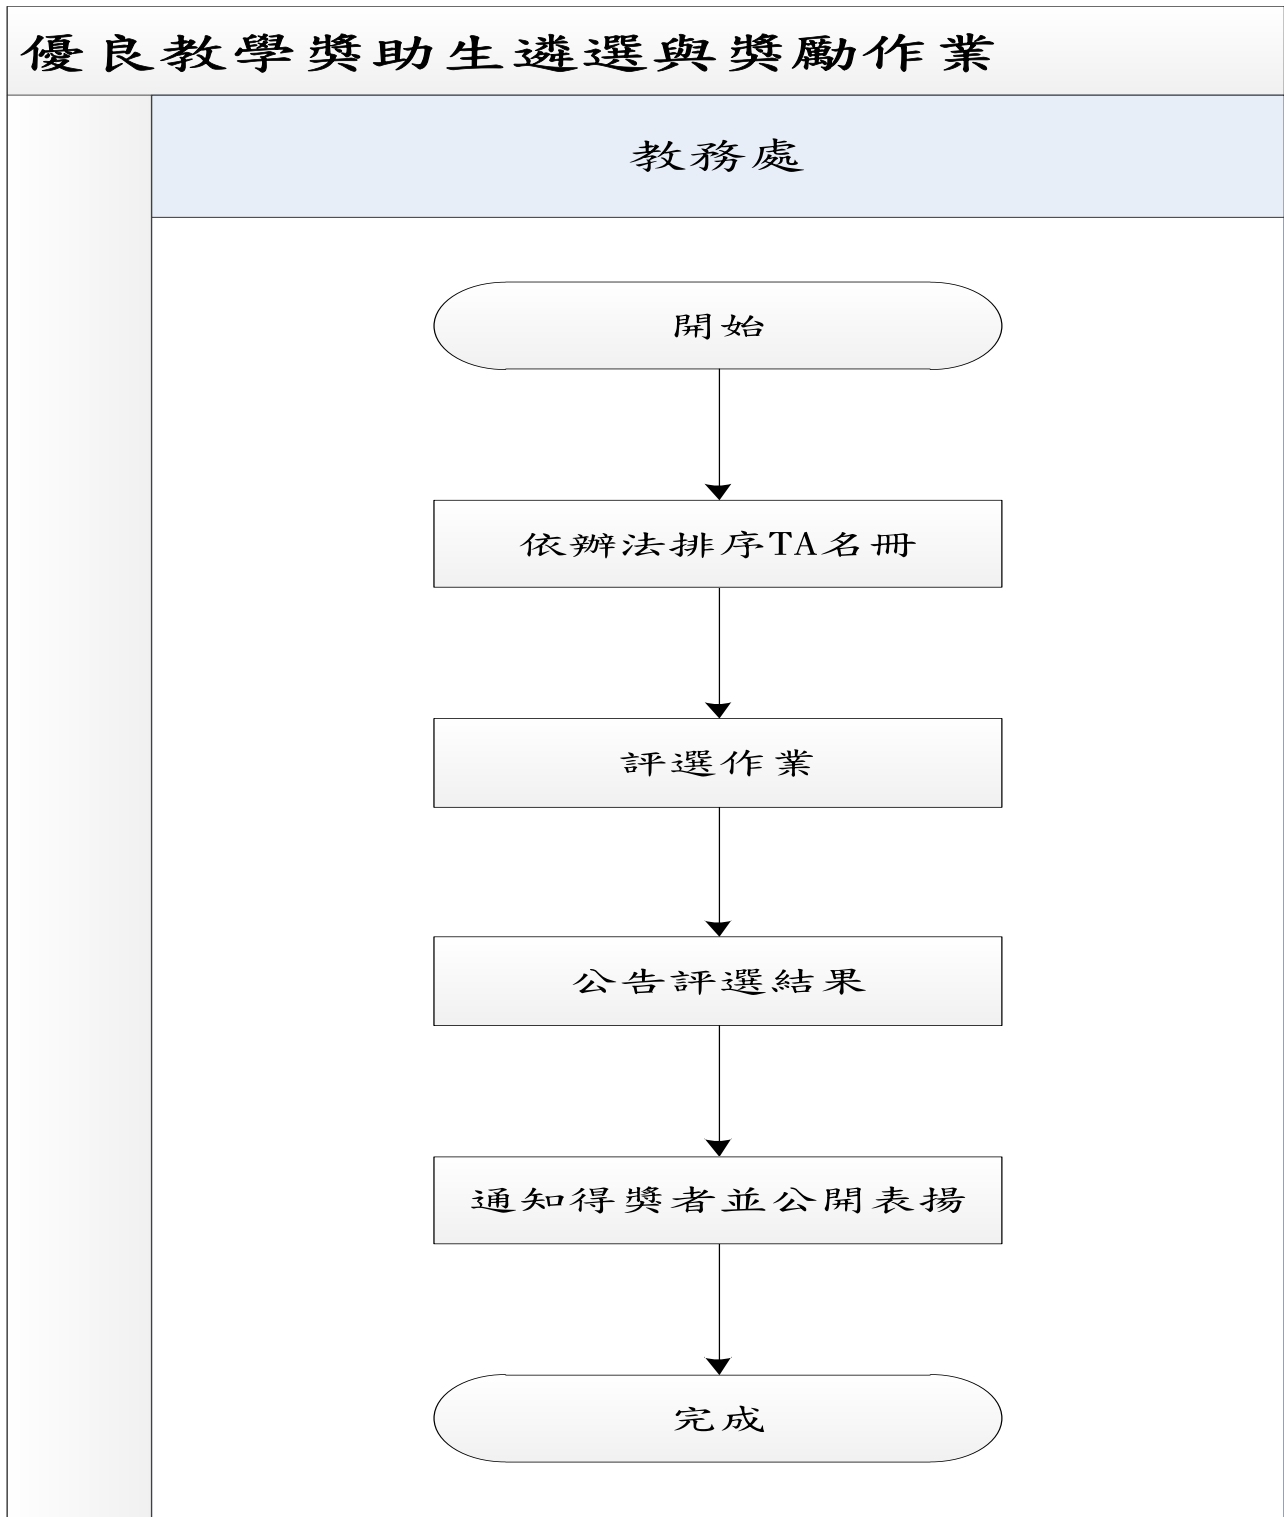 優良教學獎助生遴選與獎勵作業
教務處
開始
依辦法排序TA名冊
評選作業
公告評選結果
通知得獎者並公開表揚
完成